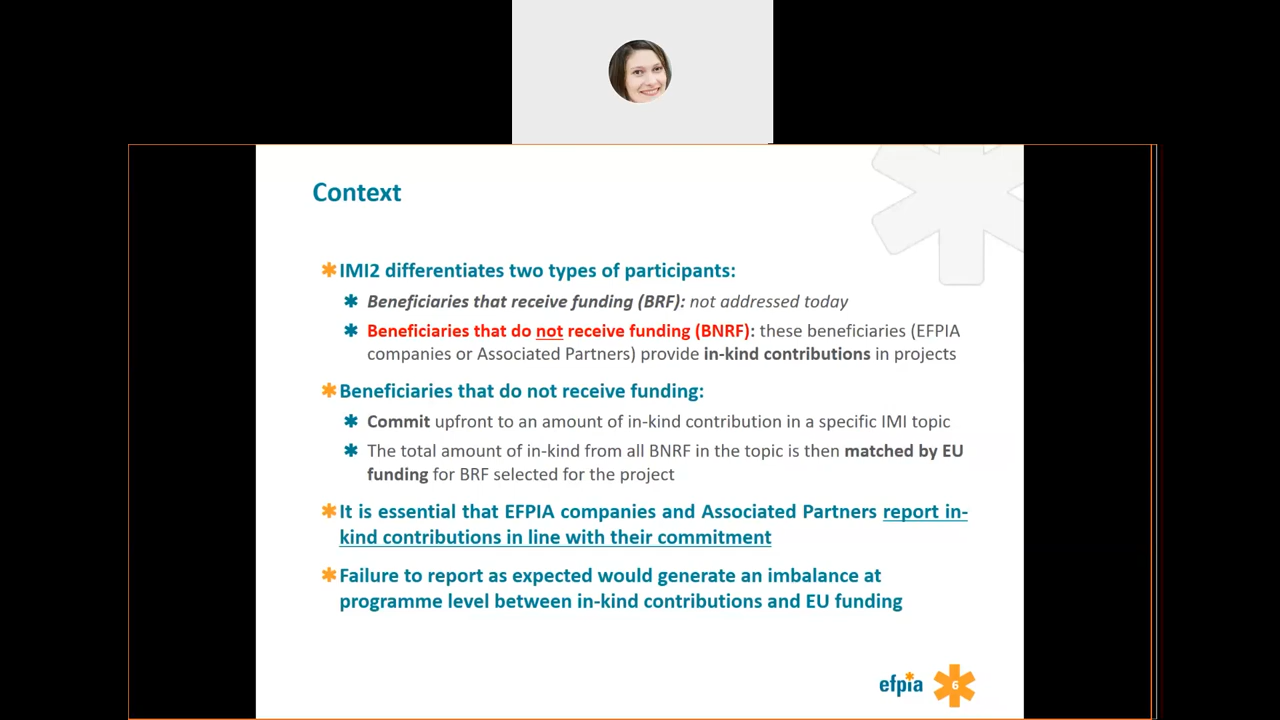 Context
IMI2 differentiates two types of participants:
Beneficiaries that receive funding (BRF): not addressed today
Beneficiaries that do not receive funding (BNRF): these beneficiaries (EFPIA
companies or Associated Partners) provide in-kind contributions in projects
Beneficiaries that do not receive funding:
Commit upfront to an amount of in-kind contribution in a specific IMI topic
The total amount of in-kind from all BNRF in the topic is then matched by EU
funding for BRF selected for the project
It is essential that EFPIA companies and Associated Partners report in-
kind contributions in line with their commitment
Failure to report as expected would generate an imbalance at
programme level between in-kind contributions and EU funding
efpia
6